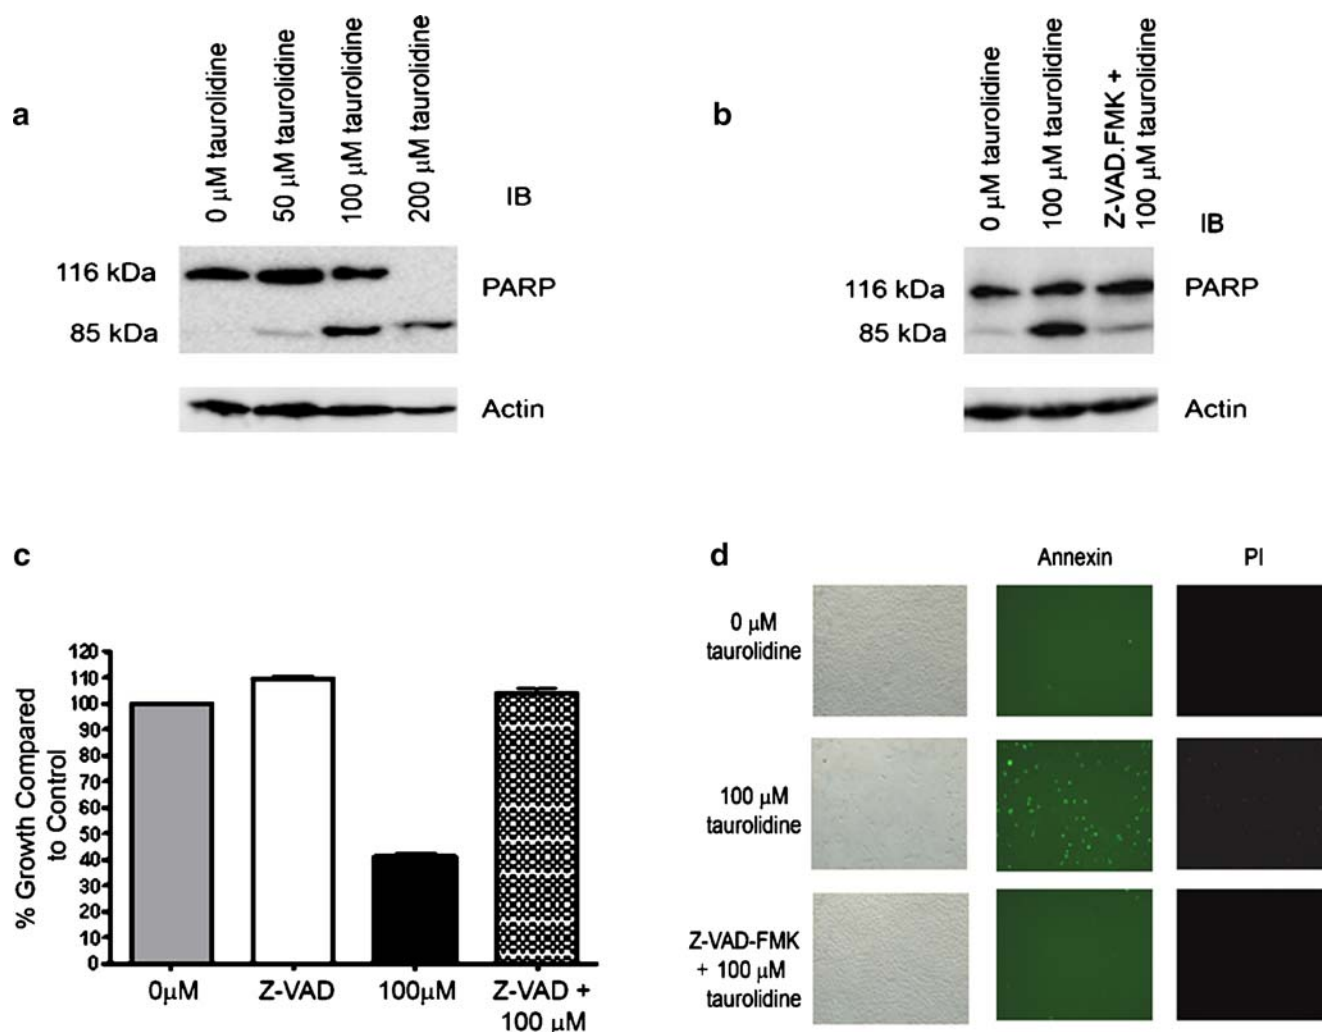 a
0 µM taurolidine
50 µM taurolidine
100 µM taurolidine
200 µM taurolidine
IB
116 kDa
PARP
85 kDa
Actin
b
0 µM taurolidine
100 µM taurolidine
Z-VAD.FMK +
100 µM taurolidine
IB
116 kDa
PARP
85 kDa
Actin
c
% Growth Compared
to Control
120
110
100
90
80
70
60
50
40
30
20
10
0
0µM
Z-VAD
100µM
Z-VAD +
100 µM
d
Annexin
PI
0 µM
taurolidine
100 µM
taurolidine
Z-VAD-FMK
+ 100 µM
taurolidine